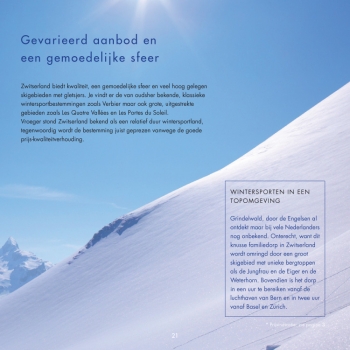 Gevarieerd aanbod en
een gemoedelijke sfeer
Zwitserland biedt kwaliteit, een gemoedelijke sfeer en veel hoog gelegen
skigebieden met gletsjers. Je vindt er de van oudsher bekende, klassieke
wintersportbestemmingen zoals Verbier maar ook grote, uitgestrekte
gebieden zoals Les Quatre Vallées en Les Portes du Soleil.
Vroeger stond Zwitserland bekend als een relatief duur wintersportland,
tegenwoordig wordt de bestemming juist geprezen vanwege de goede
prijs-kwaliteitverhouding.
WINTERSPORTEN IN EEN
TOPOMGEVING
Grindelwald, door de Engelsen al
ontdekt maar bij vele Nederlanders
nog onbekend. Onterecht, want dit
knusse familiedorp in Zwitserland
wordt omringd door een groot
skigebied met unieke bergtoppen
als de Jungfrau en de Eiger en de
Wetterhorn. Bovendien is het dorp
in een uur te bereiken vanaf de
luchthaven van Bern en in twee uur
vanaf Basel en Zürich.
21